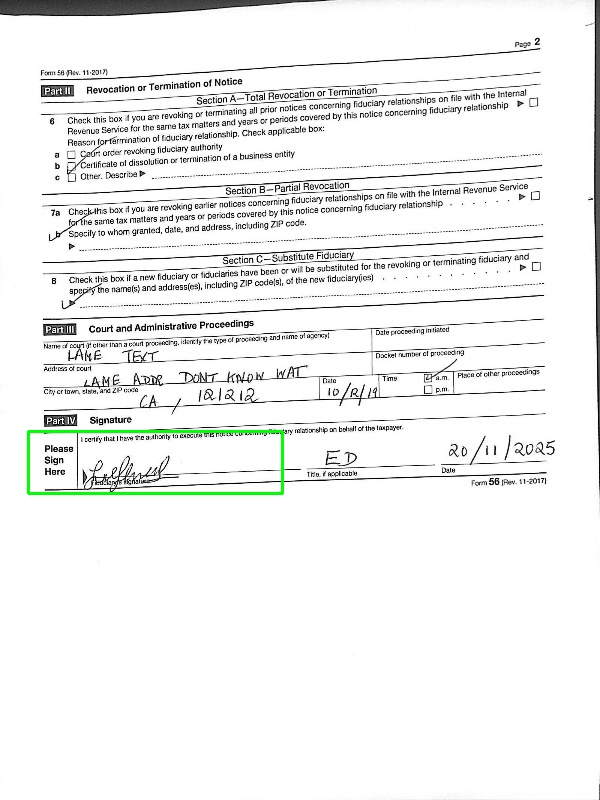 Page 2
Form 56 (Rev. 11-2017)
Part II Revocation or Termination of Notice
Section A—Total Revocation or Termination
6 Check this box if you are revoking or terminating all prior notices concerning fiduciary relationships on file with the Internal
Revenue Service for the same tax matters and years or periods covered by this notice concerning fiduciary relationship ▶ ☐
Reason for termination of fiduciary relationship. Check applicable box:
a ☐ Court order revoking fiduciary authority
b ☑ Certificate of dissolution or termination of a business entity
c ☐ Other. Describe ▶
Section B—Partial Revocation
7a Check this box if you are revoking earlier notices concerning fiduciary relationships on file with the Internal Revenue Service
for the same tax matters and years or periods covered by this notice concerning fiduciary relationship . . . . . . ▶ ☐
b Specify to whom granted, date, and address, including ZIP code.
▶
Section C—Substitute Fiduciary
8 Check this box if a new fiduciary or fiduciaries have been or will be substituted for the revoking or terminating fiduciary and
specify the name(s) and address(es), including ZIP code(s), of the new fiduciary(ies) . . . . . . . . . . . ▶ ☐
▶
Part III Court and Administrative Proceedings
Name of court (if other than a court proceeding, identify the type of proceeding and name of agency) Date proceeding initiated
LAME TEXT
Address of court Docket number of proceeding
LAME ADDR DONT KNOW WAT
City or town, state, and ZIP code Date Time ☑ a.m. Place of other proceedings
CA, 121212 10/2/19 ☐ p.m.
Part IV Signature
I certify that I have the authority to execute this notice concerning fiduciary relationship on behalf of the taxpayer.
Please
Sign
Here
ED 20/11/2025
Fiduciary's signature Title, if applicable Date
Form 56 (Rev. 11-2017)